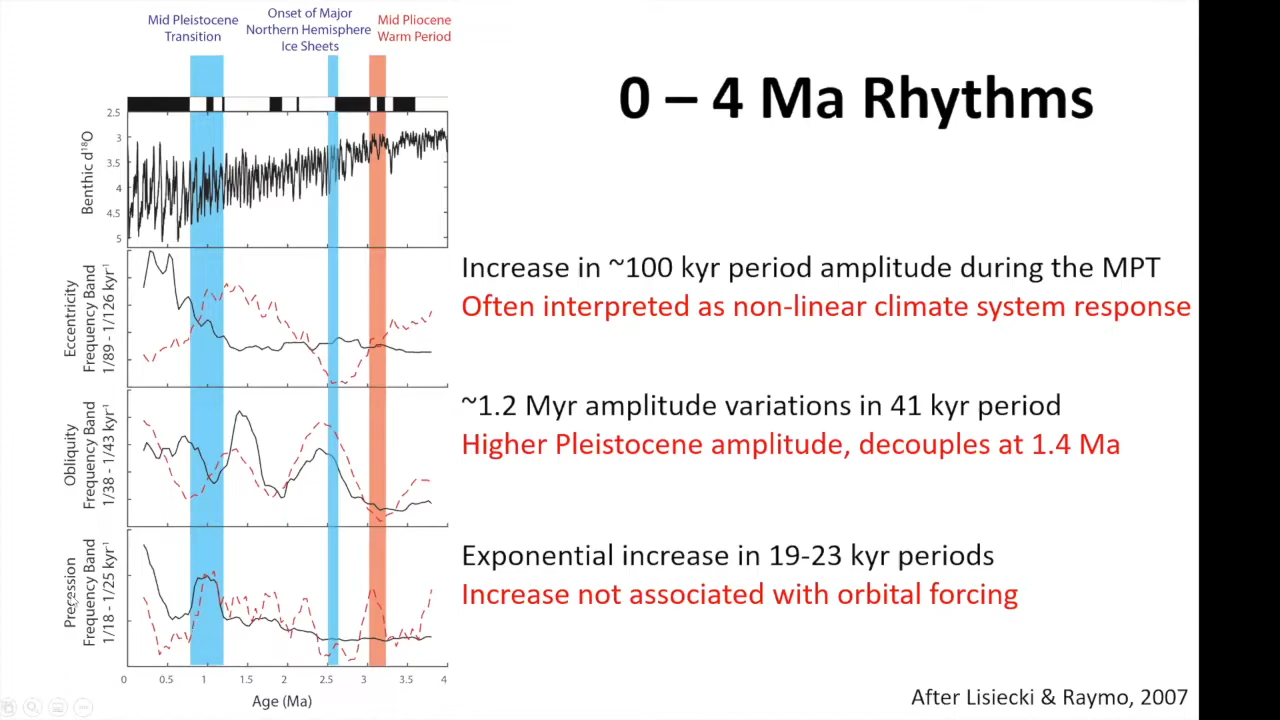 Mid Pleistocene
Transition
Onset of Major
Northern Hemisphere
Ice Sheets
Mid Pliocene
Warm Period
0 – 4 Ma Rhythms
Benthic d¹⁸O
2.5
3
3.5
4
4.5
5
Eccentricity
Frequency Band
1/89 - 1/126 kyr⁻¹
Increase in ~100 kyr period amplitude during the MPT
Often interpreted as non-linear climate system response
Obliquity
Frequency Band
1/38 - 1/43 kyr⁻¹
~1.2 Myr amplitude variations in 41 kyr period
Higher Pleistocene amplitude, decouples at 1.4 Ma
Precession
Frequency Band
1/18 - 1/25 kyr⁻¹
Exponential increase in 19-23 kyr periods
Increase not associated with orbital forcing
0 0.5 1 1.5 2 2.5 3 3.5 4
Age (Ma)
After Lisiecki & Raymo, 2007